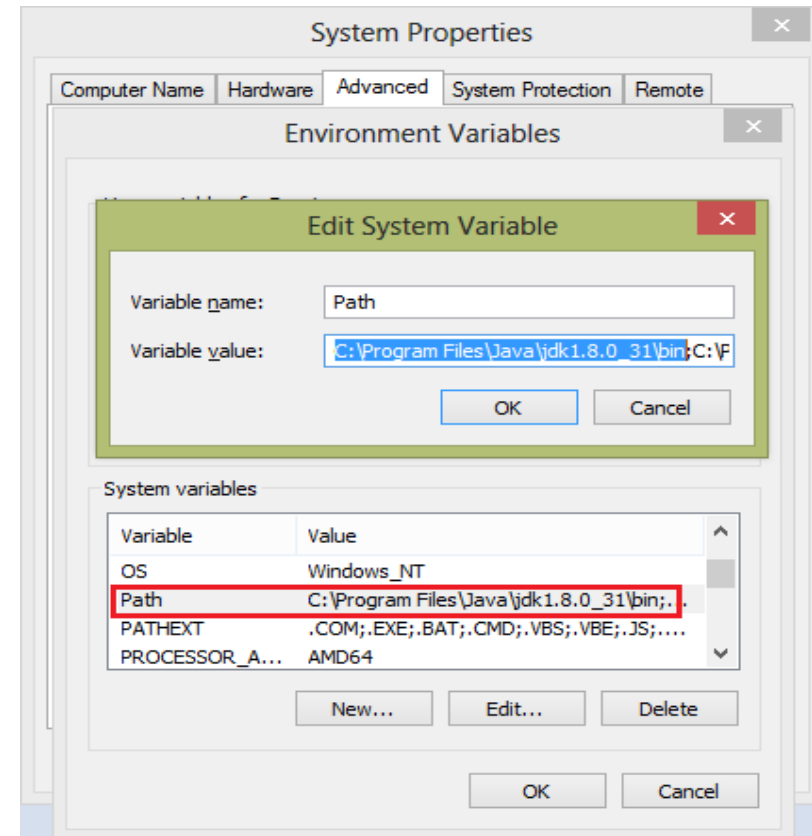 System Properties
Computer Name Hardware Advanced System Protection Remote
Environment Variables
Edit System Variable
Variable name: Path
Variable value: C:\Program Files\Java\jdk1.8.0_31\bin;C:\P
OK Cancel
System variables
Variable Value
OS Windows_NT
Path C:\Program Files\Java\jdk1.8.0_31\bin;...
PATHEXT .COM;.EXE;.BAT;.CMD;.VBS;.VBE;.JS;....
PROCESSOR_A... AMD64
New... Edit... Delete
OK Cancel